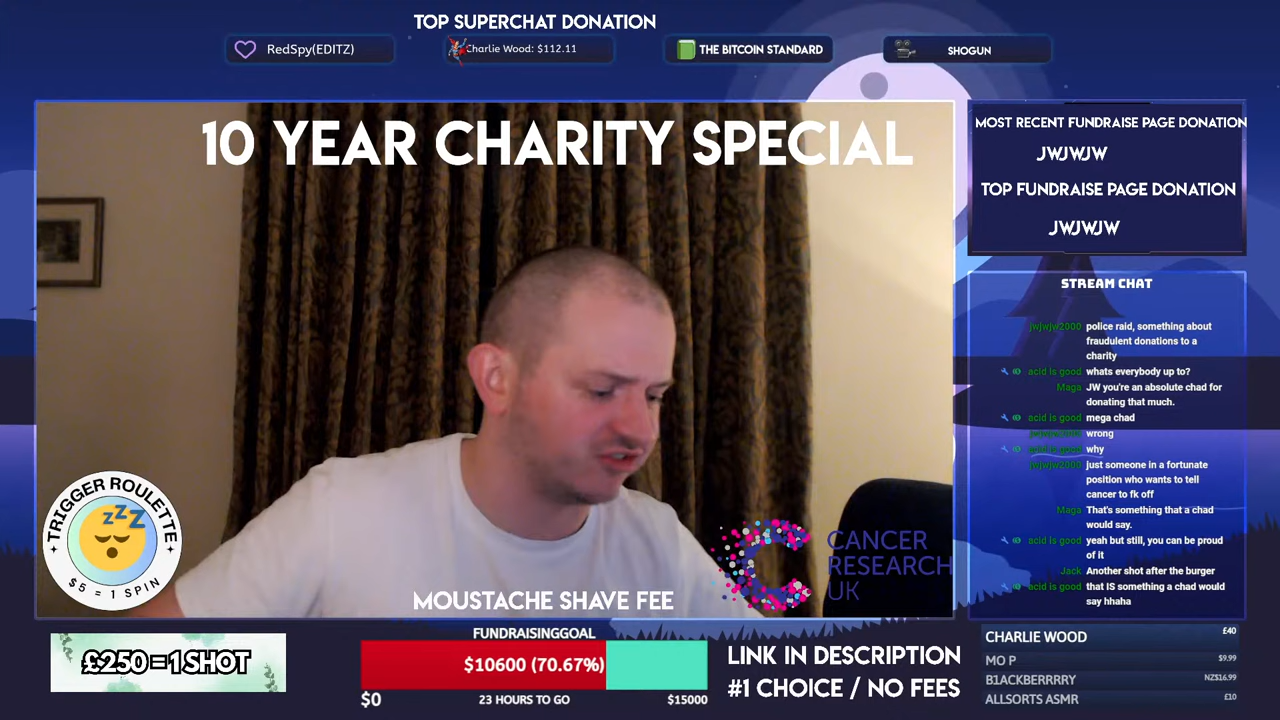 TOP SUPERCHAT DONATION
RedSpy(EDITZ)
Charlie Wood: $112.11
THE BITCOIN STANDARD
SHOGUN
10 YEAR CHARITY SPECIAL
MOST RECENT FUNDRAISE PAGE DONATION
JWJWJW
TOP FUNDRAISE PAGE DONATION
JWJWJW
STREAM CHAT
jwjwjw2000 police raid, something about
fraudulent donations to a
charity
acid is good whats everybody up to?
Maga JW you're an absolute chad for
donating that much.
acid is good mega chad
jwjwjw2000 wrong
acid is good why
jwjwjw2000 just someone in a fortunate
position who wants to tell
cancer to fk off
Maga That's something that a chad
would say.
acid is good yeah but still, you can be proud
of it
Jack Another shot after the burger
acid is good that IS something a chad would
say hhaha
TRIGGER ROULETTE
zzZ
$5 = 1 SPIN
CANCER
RESEARCH
UK
MOUSTACHE SHAVE FEE
£250 = 1 SHOT
FUNDRAISINGGOAL
$10600 (70.67%)
$0
23 HOURS TO GO
$15000
LINK IN DESCRIPTION
#1 CHOICE / NO FEES
CHARLIE WOOD £40
MO P $9.99
B1ACKBERRRRY NZ$16.99
ALLSORTS ASMR £10